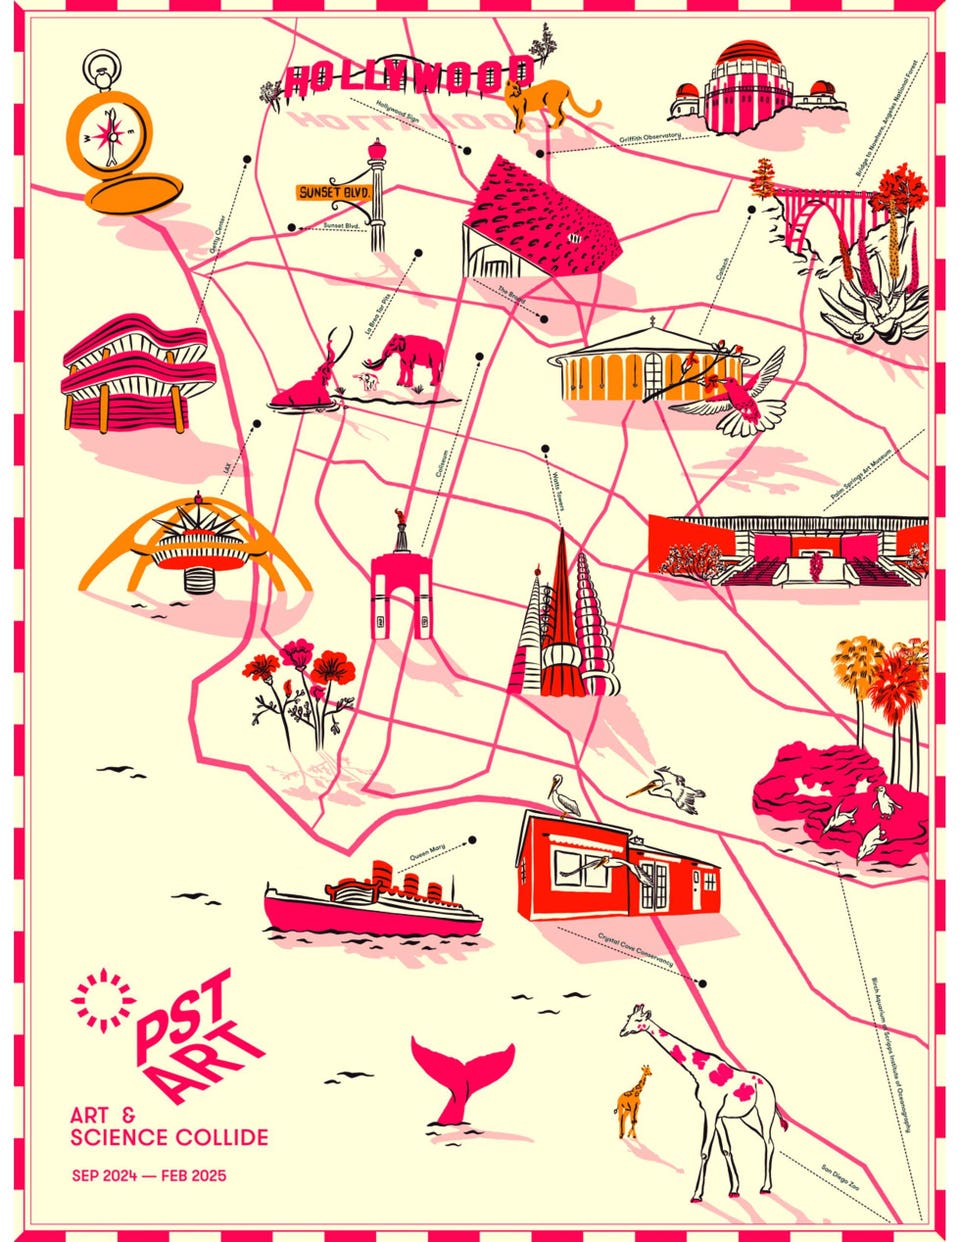 HOLLYWOOD
Hollywood Sign
Griffith Observatory
Bridge to Nowhere, Angeles National Forest
W
E
SUNSET BLVD.
Sunset Blvd.
Getty Center
La Brea Tar Pits
The Broad
Caltech
LAX
Coliseum
Watts Towers
Palm Springs Art Museum
Queen Mary
Crystal Cove Conservancy
Birch Aquarium at Scripps Institute of Oceanography
San Diego Zoo
PST
ART
ART &
SCIENCE COLLIDE
SEP 2024 — FEB 2025